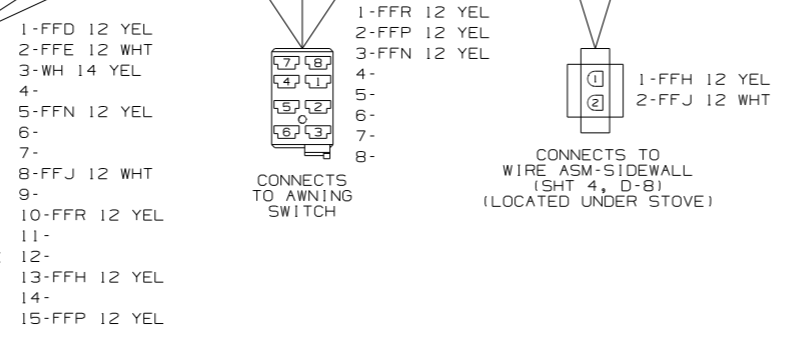 1-FFD 12 YEL
2-FFE 12 WHT
3-WH 14 YEL
4-
5-FFN 12 YEL
6-
7-
8-FFJ 12 WHT
9-
10-FFR 12 YEL
11-
12-
13-FFH 12 YEL
14-
15-FFP 12 YEL
7 8
4 1
5 2
6 3
CONNECTS
TO AWNING
SWITCH
1-FFR 12 YEL
2-FFP 12 YEL
3-FFN 12 YEL
4-
5-
6-
7-
8-
1
2
1-FFH 12 YEL
2-FFJ 12 WHT
CONNECTS TO
WIRE ASM-SIDEWALL
(SHT 4, D-8)
(LOCATED UNDER STOVE)